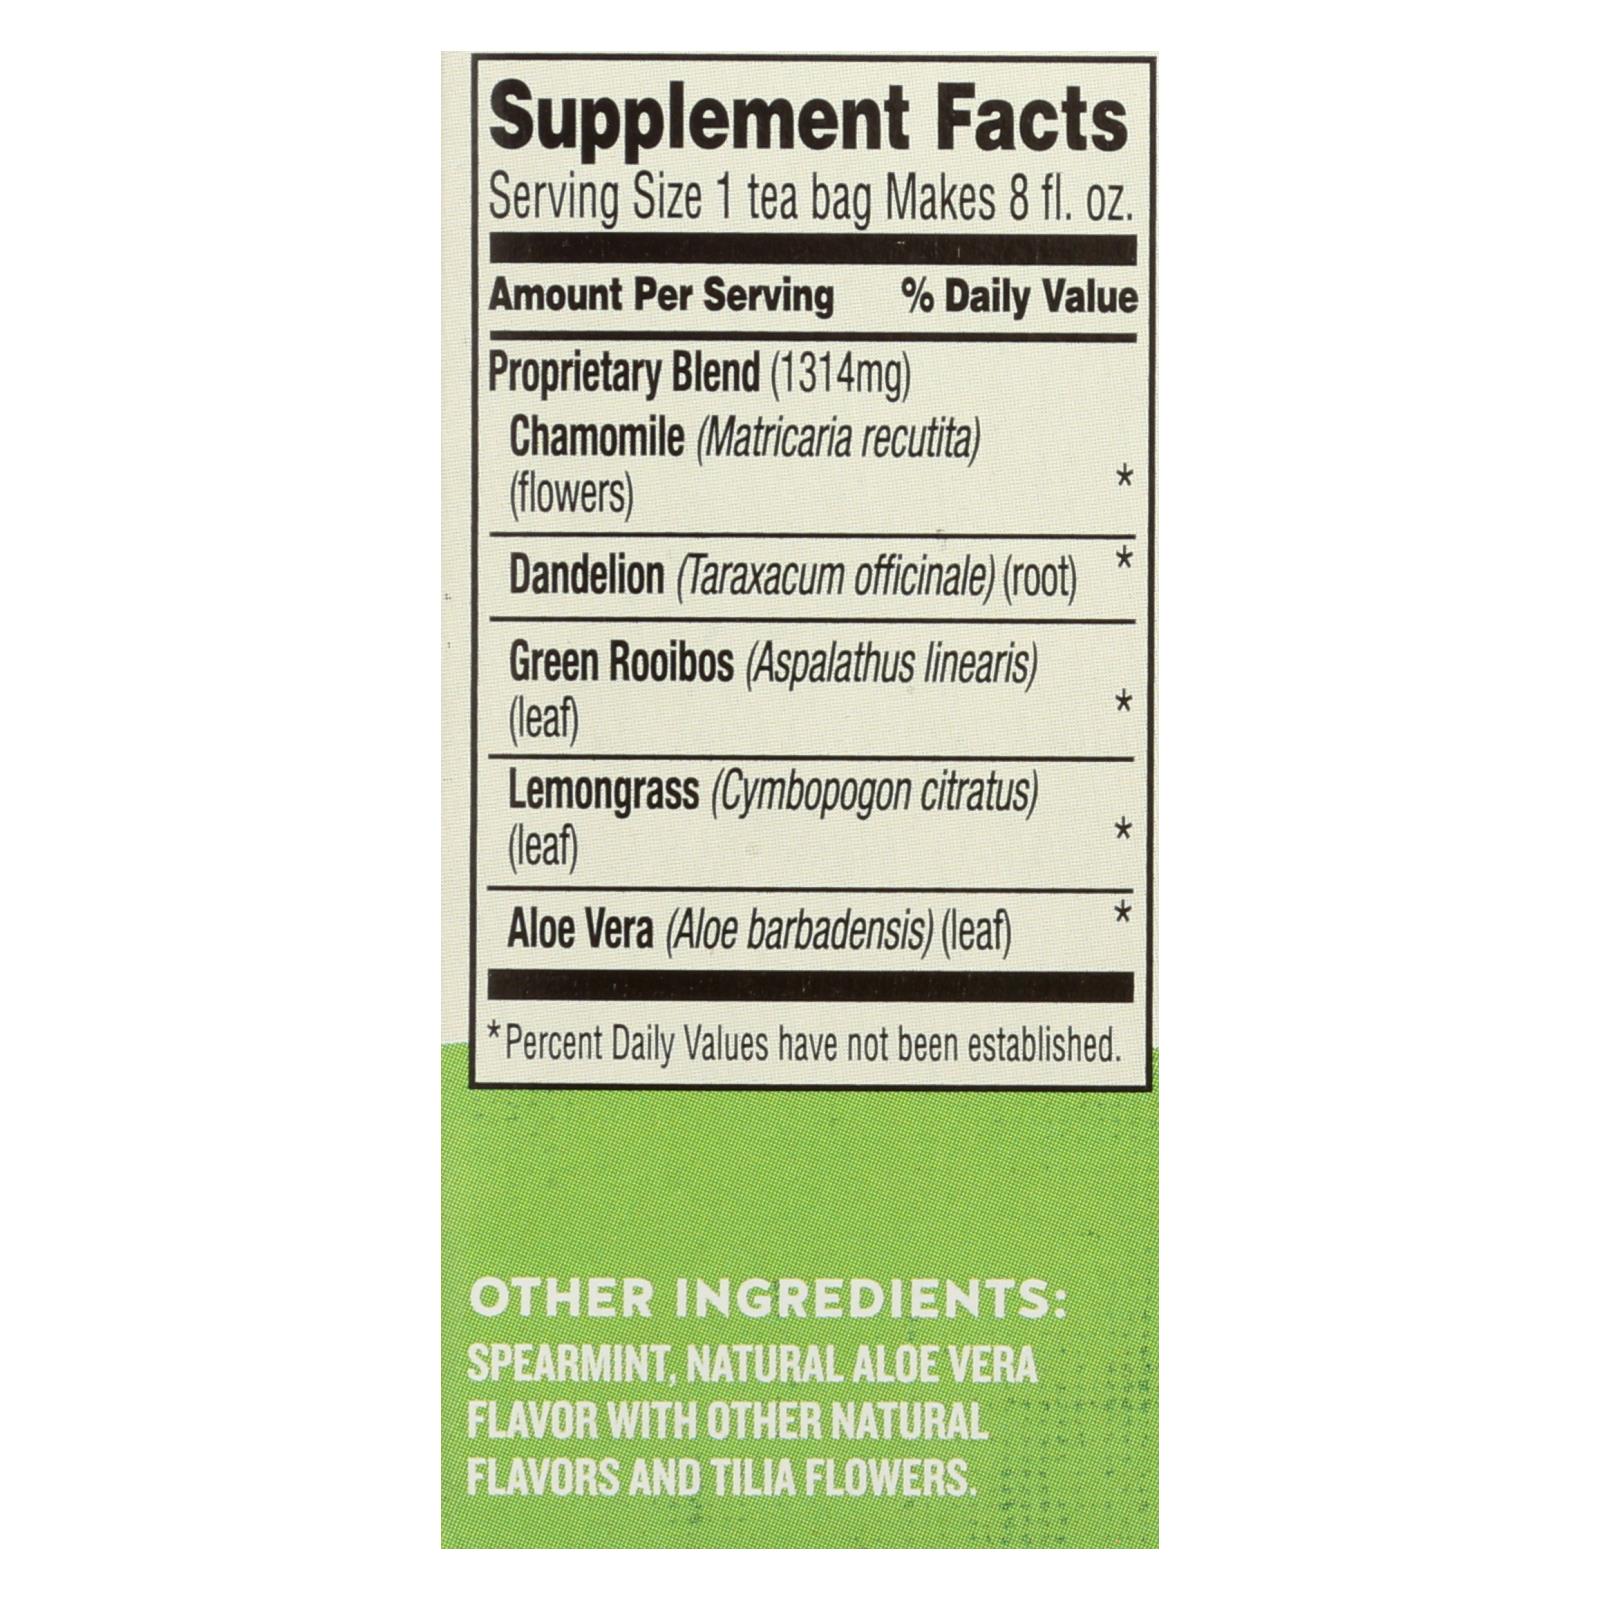 Supplement Facts
Serving Size 1 tea bag Makes 8 fl. oz.
Amount Per Serving % Daily Value
Proprietary Blend (1314mg)
Chamomile (Matricaria recutita)
(flowers) *
Dandelion (Taraxacum officinale) (root) *
Green Rooibos (Aspalathus linearis)
(leaf) *
Lemongrass (Cymbopogon citratus)
(leaf) *
Aloe Vera (Aloe barbadensis) (leaf) *
*Percent Daily Values have not been established.
OTHER INGREDIENTS:
SPEARMINT, NATURAL ALOE VERA
FLAVOR WITH OTHER NATURAL
FLAVORS AND TILIA FLOWERS.